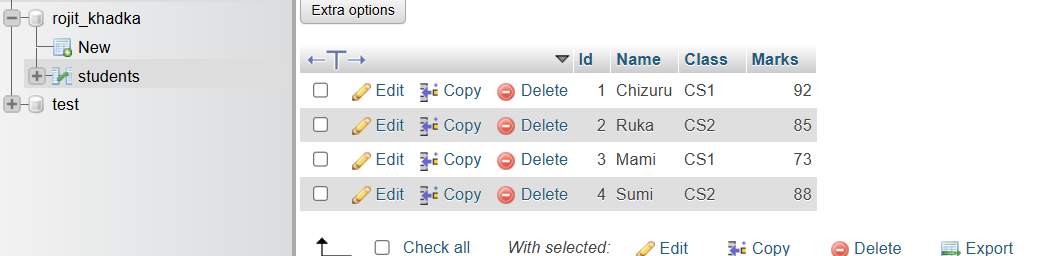 rojit_khadka
New
students
test
Extra options
Id Name Class Marks
Edit Copy Delete 1 Chizuru CS1 92
Edit Copy Delete 2 Ruka CS2 85
Edit Copy Delete 3 Mami CS1 73
Edit Copy Delete 4 Sumi CS2 88
Check all With selected: Edit Copy Delete Export